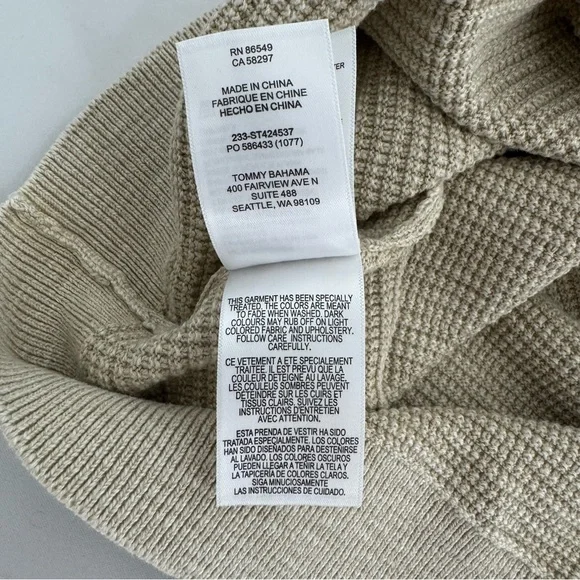 RN 86549
CA 58297
MADE IN CHINA
FABRIQUE EN CHINE
HECHO EN CHINA
233-ST424537
PO 586433 (1077)
TOMMY BAHAMA
400 FAIRVIEW AVE N
SUITE 488
SEATTLE, WA 98109
THIS GARMENT HAS BEEN SPECIALLY
TREATED. THE COLORS ARE MEANT
TO FADE WHEN WASHED. DARK
COLOURS MAY RUB OFF ON LIGHT
COLORED FABRIC AND UPHOLSTERY.
FOLLOW CARE INSTRUCTIONS
CAREFULLY.
CE VETEMENT A ETE SPECIALEMENT
TRAITEE. IL EST PREVU QUE LA
COULEUR DETEIGNE AU LAVAGE.
LES COULEUS SOMBRES PEUVENT
DETEINDRE SUR LES CUIRS ET
TISSUS CLAIRS. SUIVEZ LES
INSTRUCTIONS D'ENTRETIEN
AVEC ATTENTION.
ESTA PRENDA DE VESTIR HA SIDO
TRATADA ESPECIALMENTE. LOS COLORES
HAN SIDO DISEÑADOS PARA DESTEÑIRSE
AL LAVADO. LOS COLORES OSCUROS
PUEDEN LLEGAR A TEÑIR LA TELA Y
LA TAPICERÍA DE COLORES CLAROS.
SIGA MINUCIOSAMENTE
LAS INSTRUCCIONES DE CUIDADO.